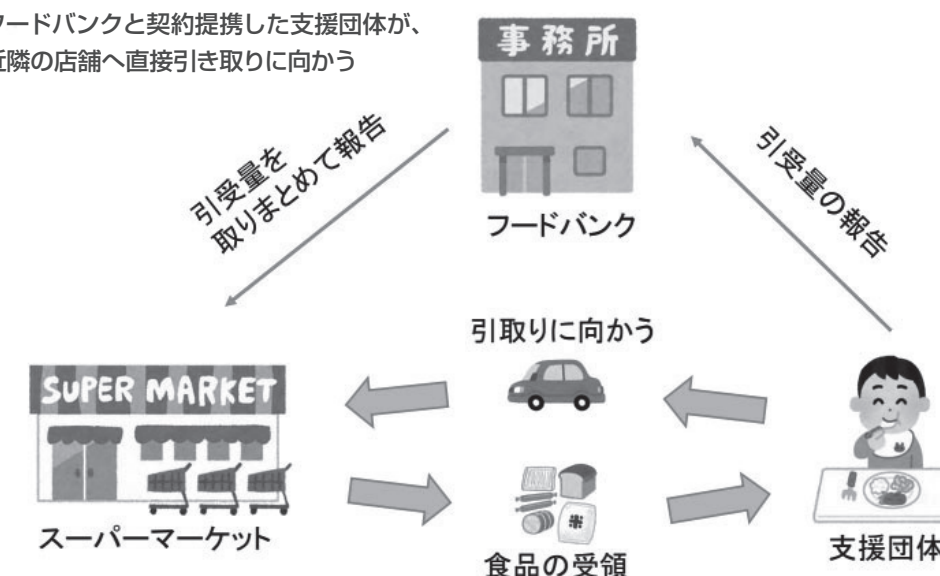 フードバンクと契約提携した支援団体が、
近隣の店舗へ直接引き取りに向かう
事務所
フードバンク
引受量を
取りまとめて報告
引受量の報告
引取りに向かう
SUPER MARKET
スーパーマーケット
米
食品の受領
支援団体